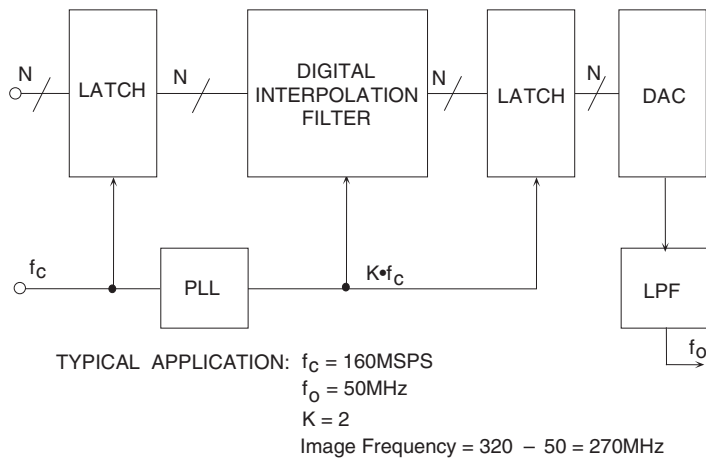 N
LATCH
N
DIGITAL
INTERPOLATION
FILTER
N
LATCH
N
DAC
fc
PLL
K•fc
LPF
fo
TYPICAL APPLICATION: fc = 160MSPS
fo = 50MHz
K = 2
Image Frequency = 320 – 50 = 270MHz